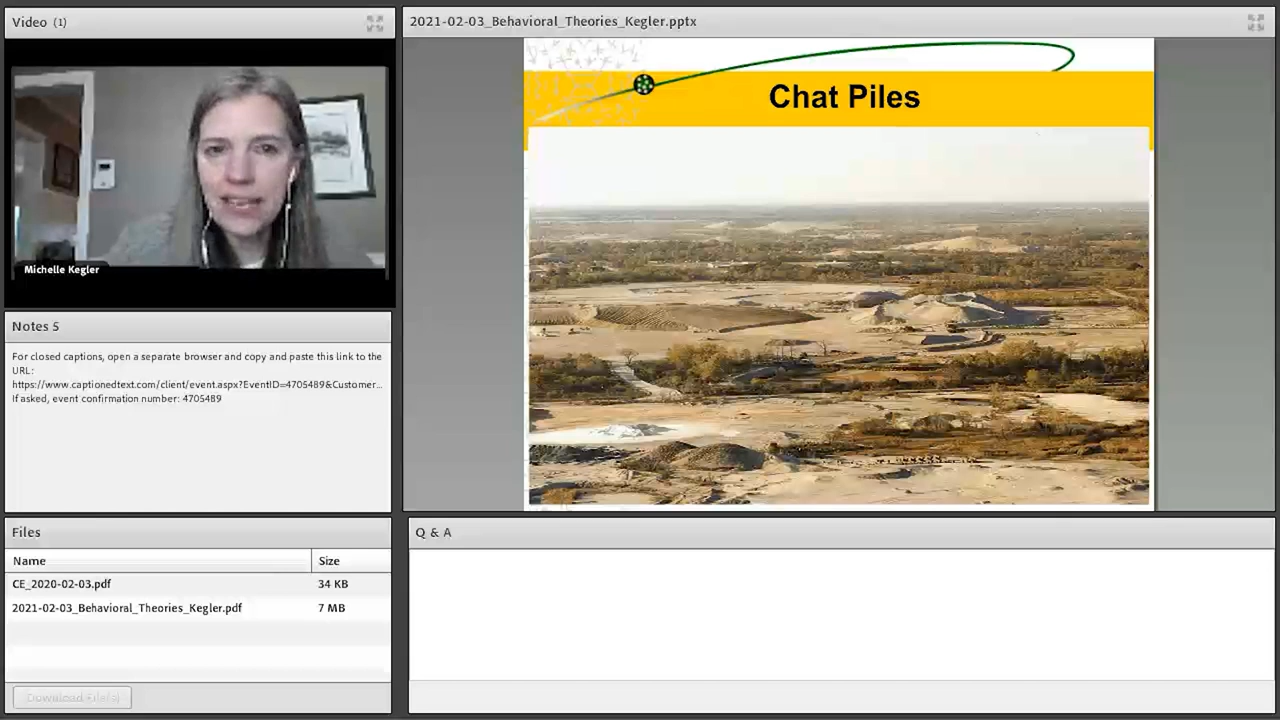 Video (1)
Michelle Kegler
Notes 5
For closed captions, open a separate browser and copy and paste this link to the
URL:
https://www.captionedtext.com/client/event.aspx?EventID=4705489&Customer...
If asked, event confirmation number: 4705489
Files
Name Size
CE_2020-02-03.pdf 34 KB
2021-02-03_Behavioral_Theories_Kegler.pdf 7 MB
Download File(s)
2021-02-03_Behavioral_Theories_Kegler.pptx
Chat Piles
Q & A